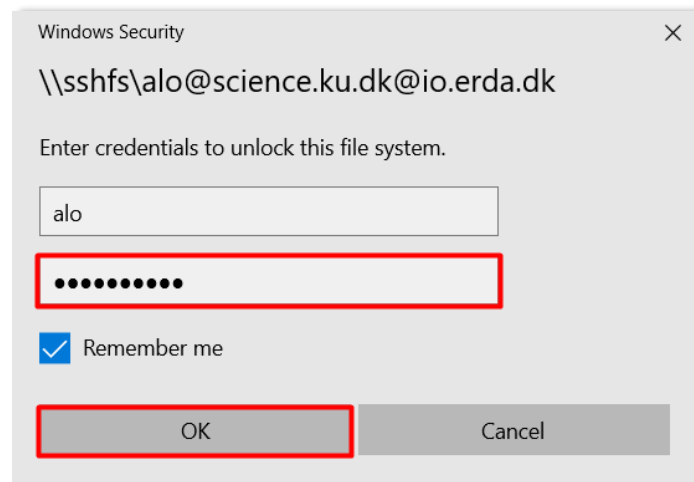 Windows Security
\\sshfs\alo@science.ku.dk@io.erda.dk
Enter credentials to unlock this file system.
alo
••••••••••
Remember me
OK Cancel